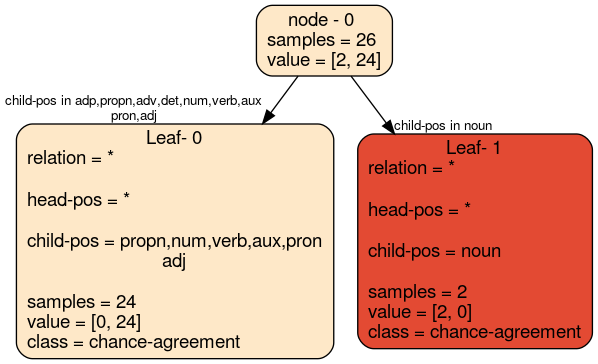 node - 0
samples = 26
value = [2, 24]
child-pos in adp,propn,adv,det,num,verb,aux
pron,adj
child-pos in noun
Leaf- 0
relation = *
head-pos = *
child-pos = propn,num,verb,aux,pron
adj
samples = 24
value = [0, 24]
class = chance-agreement
Leaf- 1
relation = *
head-pos = *
child-pos = noun
samples = 2
value = [2, 0]
class = chance-agreement